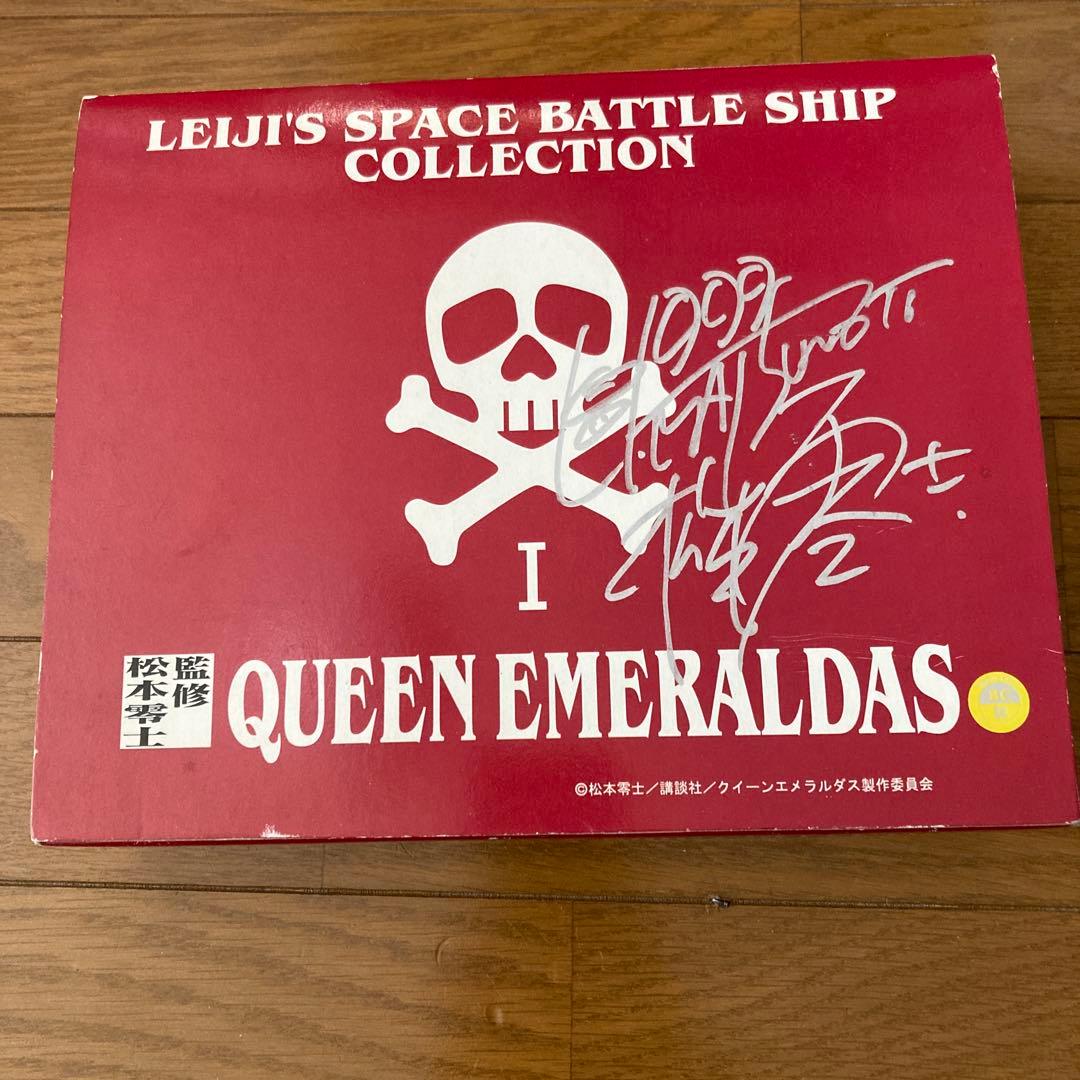 LEIJI'S SPACE BATTLE SHIP
COLLECTION
I
監修
松本零士
QUEEN EMERALDAS
©松本零士／講談社／クイーンエメラルダス製作委員会